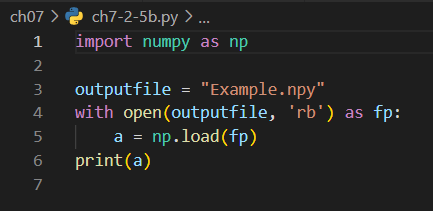 ch07 > ch7-2-5b.py > ...
1 import numpy as np
2
3 outputfile = "Example.npy"
4 with open(outputfile, 'rb') as fp:
5     a = np.load(fp)
6 print(a)
7